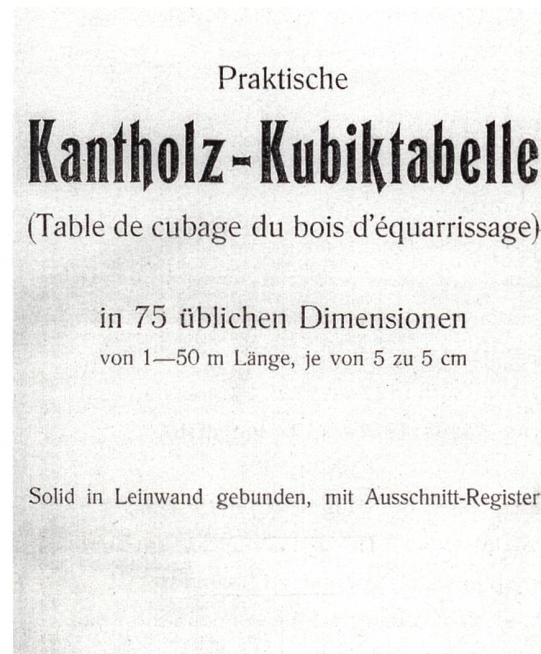 Praktische
Kantholz-Kubiktabelle
(Table de cubage du bois d'équarrissage)
in 75 üblichen Dimensionen
von 1—50 m Länge, je von 5 zu 5 cm
Solid in Leinwand gebunden, mit Ausschnitt-Register